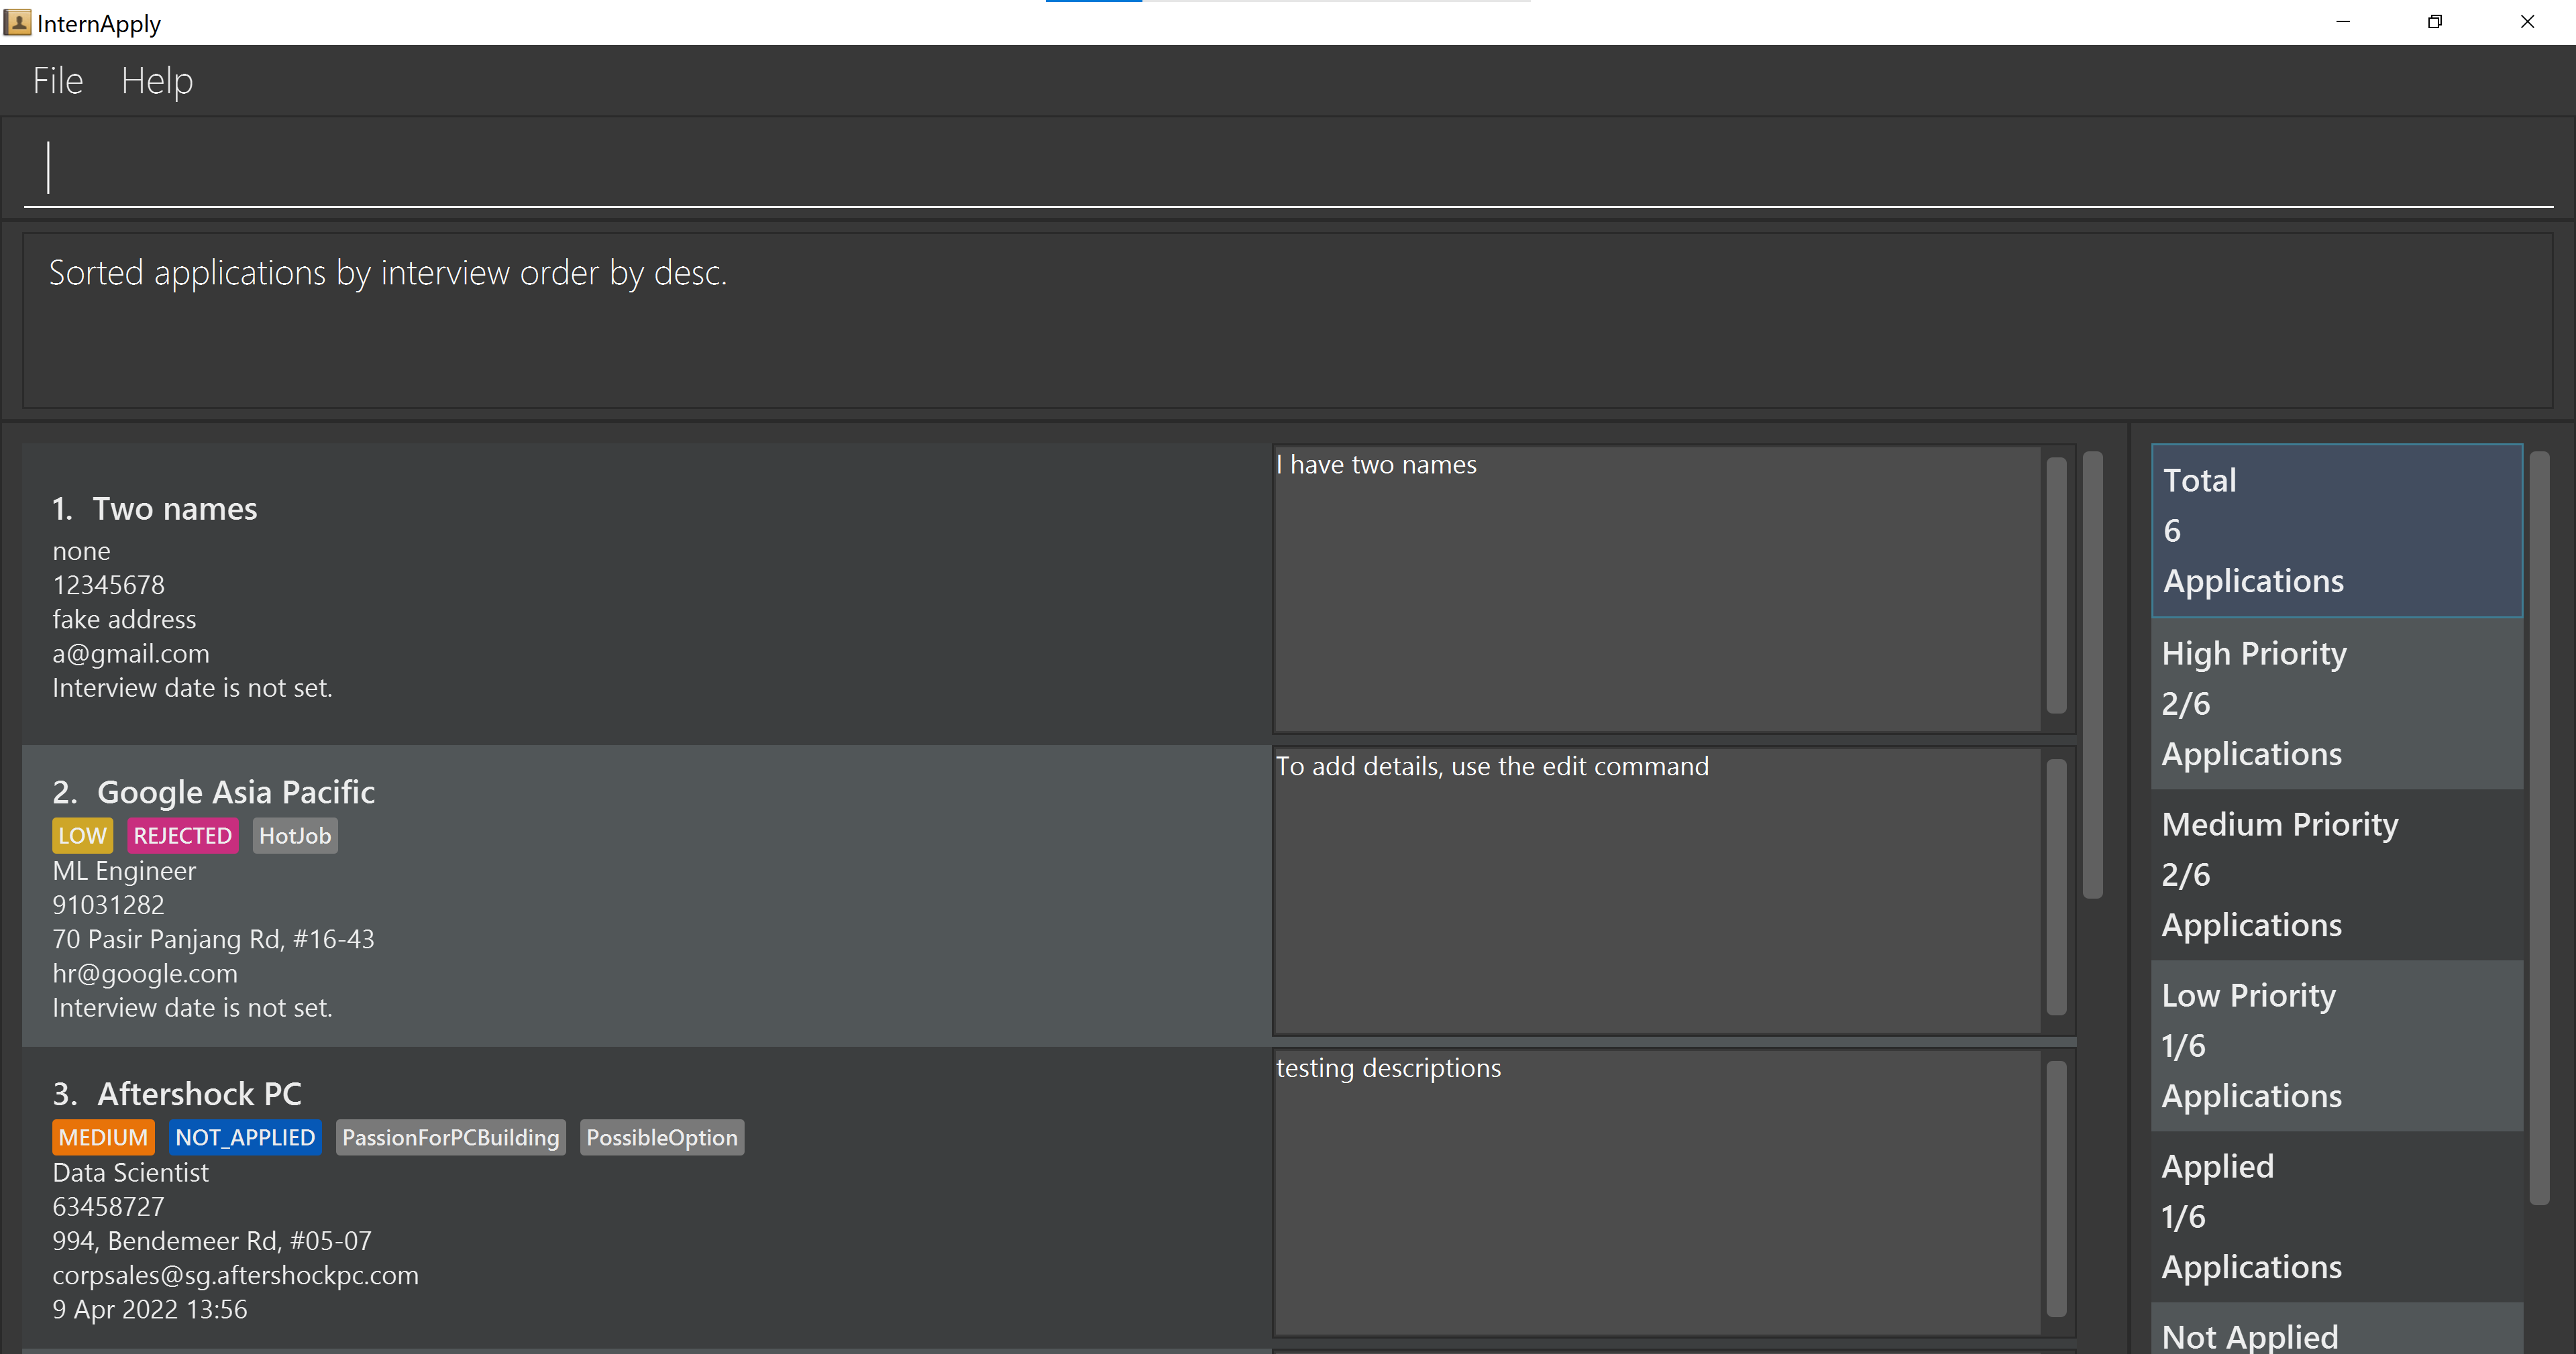 InternApply
File Help
Sorted applications by interview order by desc.
1. Two names
none
12345678
fake address
a@gmail.com
Interview date is not set.
I have two names
2. Google Asia Pacific
LOW REJECTED HotJob
ML Engineer
91031282
70 Pasir Panjang Rd, #16-43
hr@google.com
Interview date is not set.
To add details, use the edit command
3. Aftershock PC
MEDIUM NOT_APPLIED PassionForPCBuilding PossibleOption
Data Scientist
63458727
994, Bendemeer Rd, #05-07
corpsales@sg.aftershockpc.com
9 Apr 2022 13:56
testing descriptions
Total
6
Applications
High Priority
2/6
Applications
Medium Priority
2/6
Applications
Low Priority
1/6
Applications
Applied
1/6
Applications
Not Applied